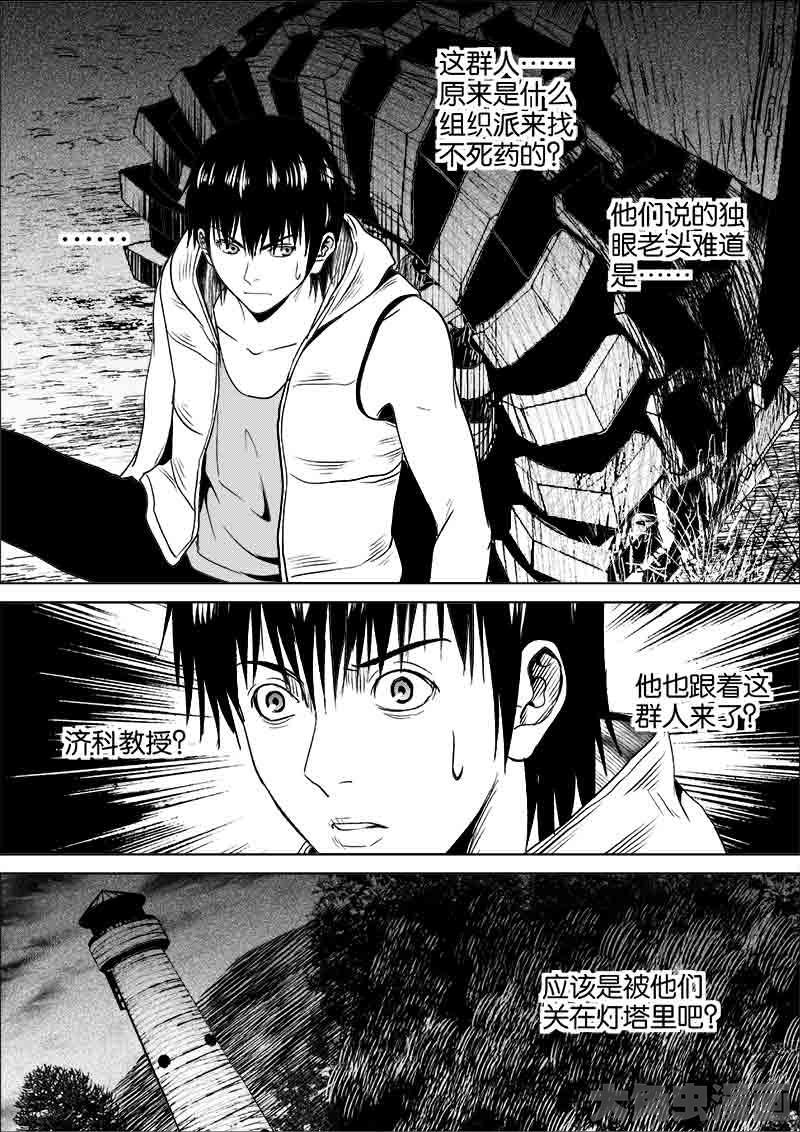 这群人……
原来是什么
组织派来找
不死药的?
他们说的独
眼老头难道
是……
……
济科教授?
他也跟着这
群人来了?
应该是被他们
关在灯塔里吧?